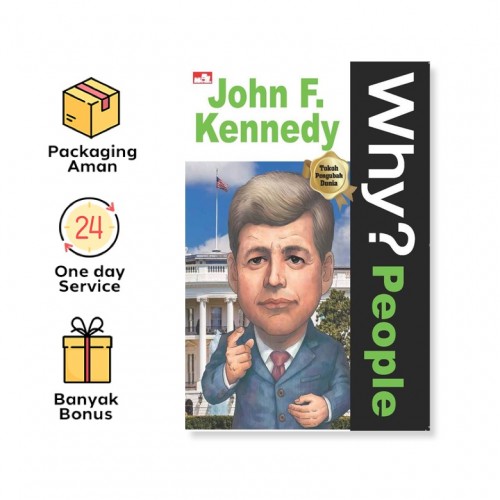 Packaging
Aman
24
One day
Service
Banyak
Bonus
John F.
Kennedy
Tokoh
Pengubah
Dunia
Why? People